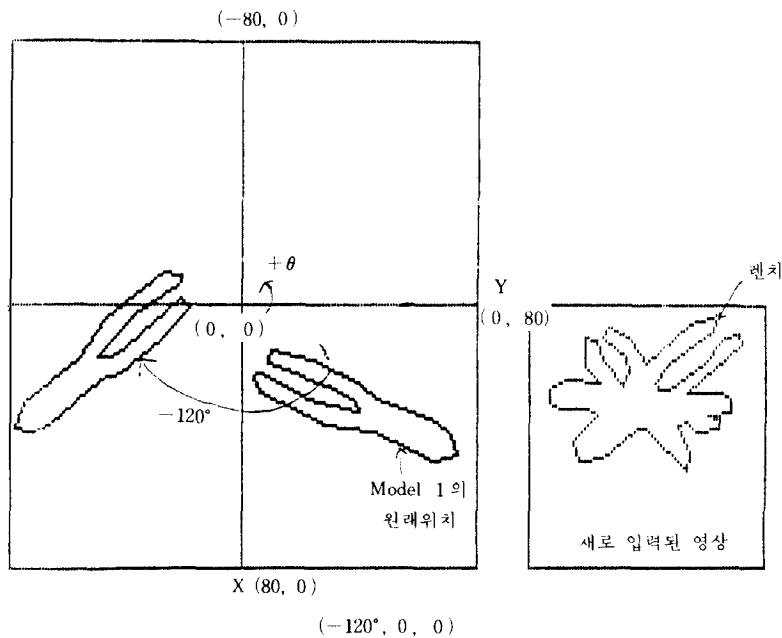 (−80, 0)
+θ
Y
렌치
(0, 0)
(0, 80)
−120°
Model 1의
원래위치
새로 입력된 영상
X (80, 0)
(−120°, 0, 0)